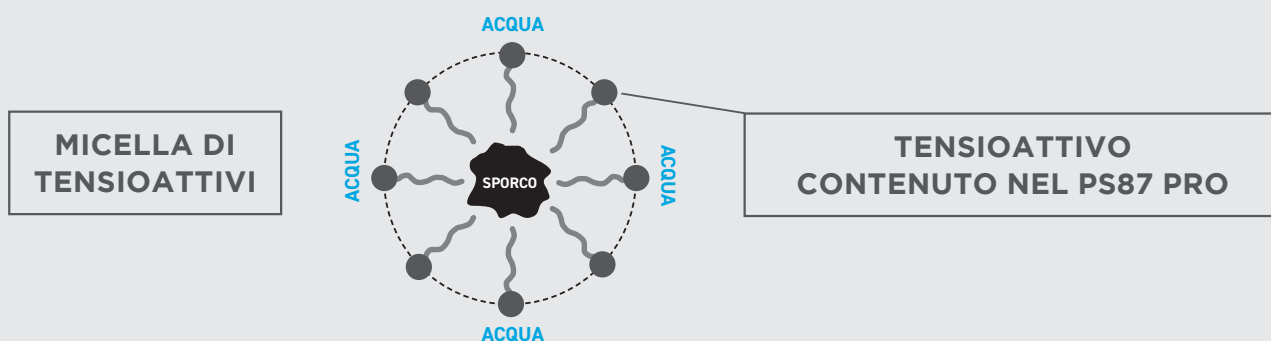 ACQUA
MICELLA DI
TENSIOATTIVI
ACQUA
SPORCO
ACQUA
TENSIOATTIVO
CONTENUTO NEL PS87 PRO
ACQUA